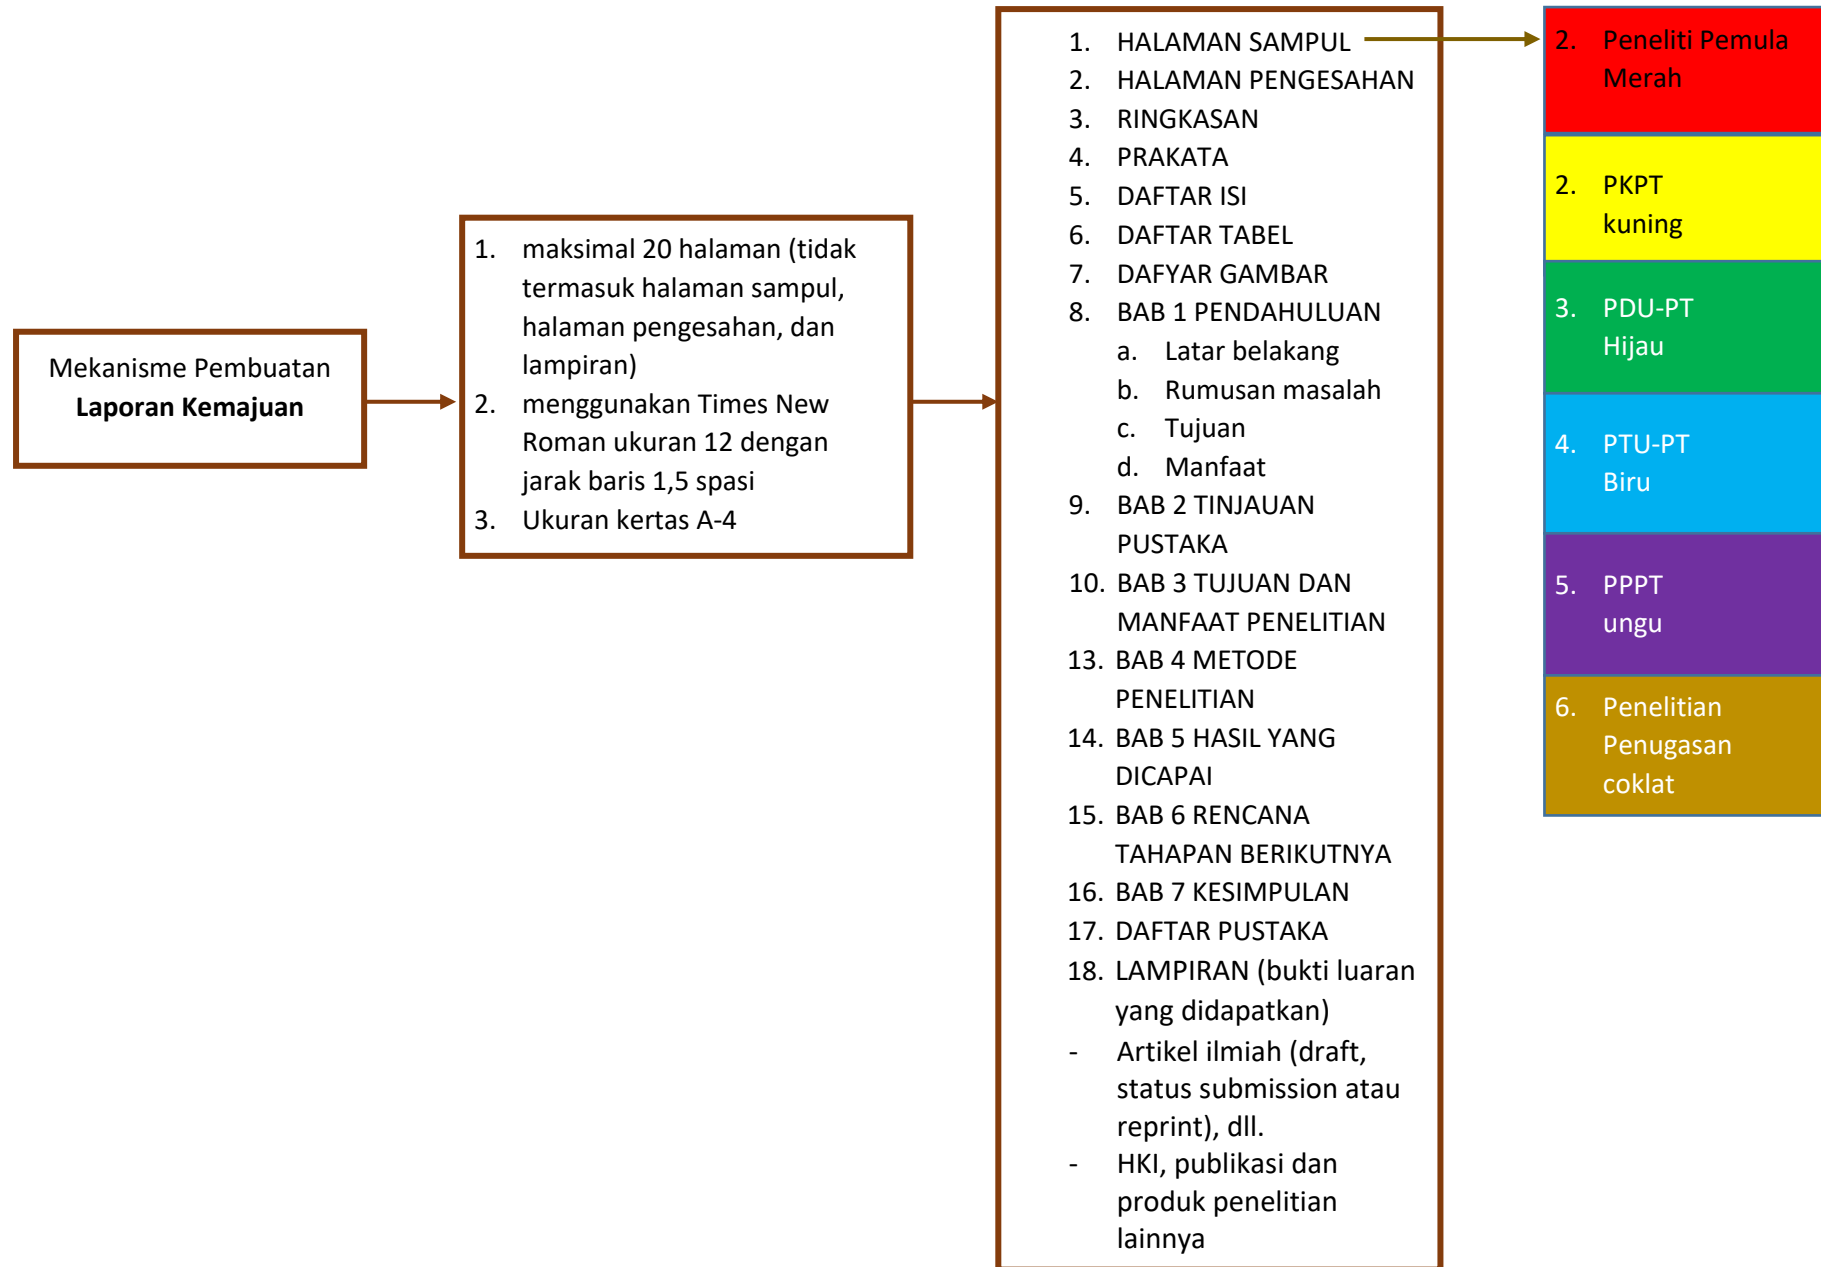 Mekanisme Pembuatan
Laporan Kemajuan
1. maksimal 20 halaman (tidak
termasuk halaman sampul,
halaman pengesahan, dan
lampiran)
2. menggunakan Times New
Roman ukuran 12 dengan
jarak baris 1,5 spasi
3. Ukuran kertas A-4
1. HALAMAN SAMPUL
2. HALAMAN PENGESAHAN
3. RINGKASAN
4. PRAKATA
5. DAFTAR ISI
6. DAFTAR TABEL
7. DAFYAR GAMBAR
8. BAB 1 PENDAHULUAN
a. Latar belakang
b. Rumusan masalah
c. Tujuan
d. Manfaat
9. BAB 2 TINJAUAN
PUSTAKA
10. BAB 3 TUJUAN DAN
MANFAAT PENELITIAN
13. BAB 4 METODE
PENELITIAN
14. BAB 5 HASIL YANG
DICAPAI
15. BAB 6 RENCANA
TAHAPAN BERIKUTNYA
16. BAB 7 KESIMPULAN
17. DAFTAR PUSTAKA
18. LAMPIRAN (bukti luaran
yang didapatkan)
- Artikel ilmiah (draft,
status submission atau
reprint), dll.
- HKI, publikasi dan
produk penelitian
lainnya
2. Peneliti Pemula
Merah
2. PKPT
kuning
3. PDU-PT
Hijau
4. PTU-PT
Biru
5. PPPT
ungu
6. Penelitian
Penugasan
coklat